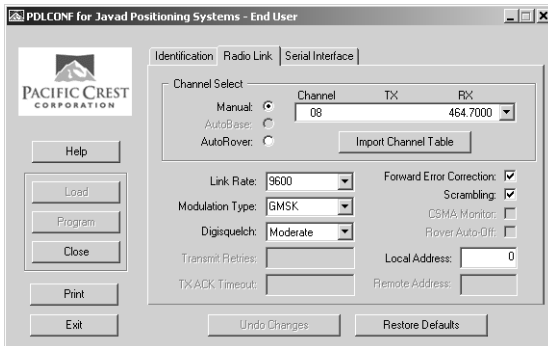 PDLCONF for Javad Positioning Systems - End User
PACIFIC CREST
CORPORATION
Help
Load
Program
Close
Print
Exit
Identification Radio Link Serial Interface
Channel Select
Manual:
AutoBase:
AutoRover:
Channel TX RX
08 464.7000
Import Channel Table
Link Rate: 9600
Modulation Type: GMSK
Digisquelch: Moderate
Transmit Retries:
TX ACK Timeout:
Forward Error Correction:
Scrambling:
CSMA Monitor:
Rover Auto-Off:
Local Address: 0
Remote Address:
Undo Changes Restore Defaults